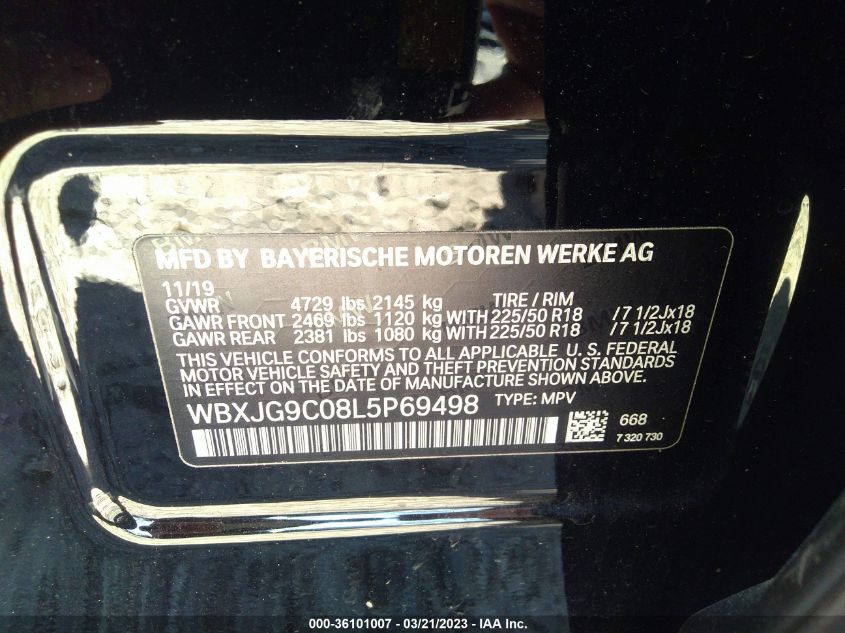 MFD BY BAYERISCHE MOTOREN WERKE AG
11/19
GVWR 4729 lbs 2145 kg TIRE / RIM
GAWR FRONT 2469 lbs 1120 kg WITH 225/50 R18 /7 1/2Jx18
GAWR REAR 2381 lbs 1080 kg WITH 225/50 R18 /7 1/2Jx18
THIS VEHICLE CONFORMS TO ALL APPLICABLE U. S. FEDERAL
MOTOR VEHICLE SAFETY AND THEFT PREVENTION STANDARDS
IN EFFECT ON THE DATE OF MANUFACTURE SHOWN ABOVE.
WBXJG9C08L5P69498 TYPE: MPV
668
7 320 730
000-36101007 - 03/21/2023 - IAA Inc.